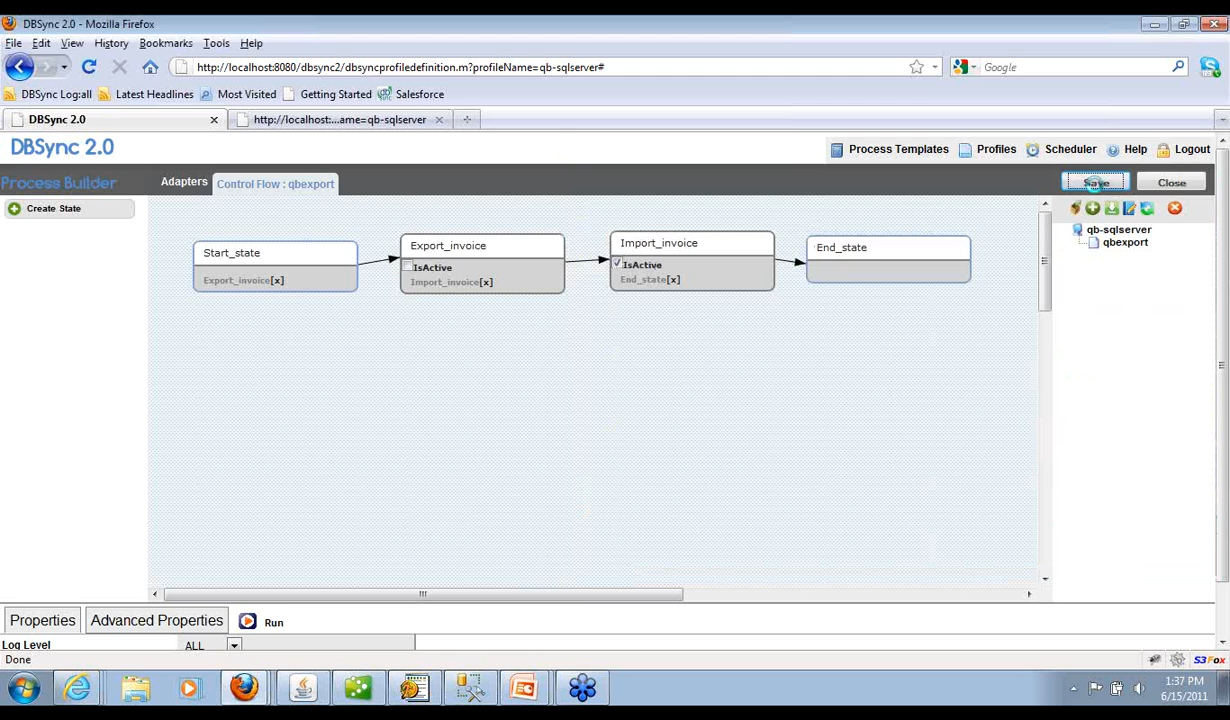 DBSync 2.0 - Mozilla Firefox
File Edit View History Bookmarks Tools Help
http://localhost:8080/dbsync2/dbsyncprofiledefinition.m?profileName=qb-sqlserver#
Google
DBSync Log:all Latest Headlines Most Visited Getting Started Salesforce
DBSync 2.0 http://localhost:...ame=qb-sqlserver
DBSync 2.0
Process Templates Profiles Scheduler Help Logout
Process Builder Adapters Control Flow : qbexport Save Close
Create State
qb-sqlserver
qbexport
Start_state
Export_invoice[x]
Export_invoice
IsActive
Import_invoice[x]
Import_invoice
IsActive
End_state[x]
End_state
Properties Advanced Properties Run
Log Level ALL
Done
S3Fox
1:37 PM
6/15/2011